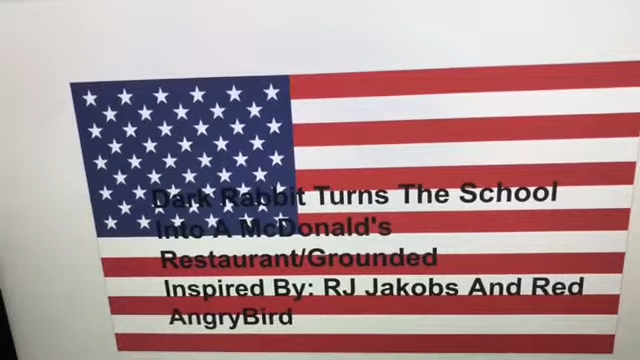 Dark Rabbit Turns The School
Into A McDonald's
Restaurant/Grounded
Inspired By: RJ Jakobs And Red
AngryBird